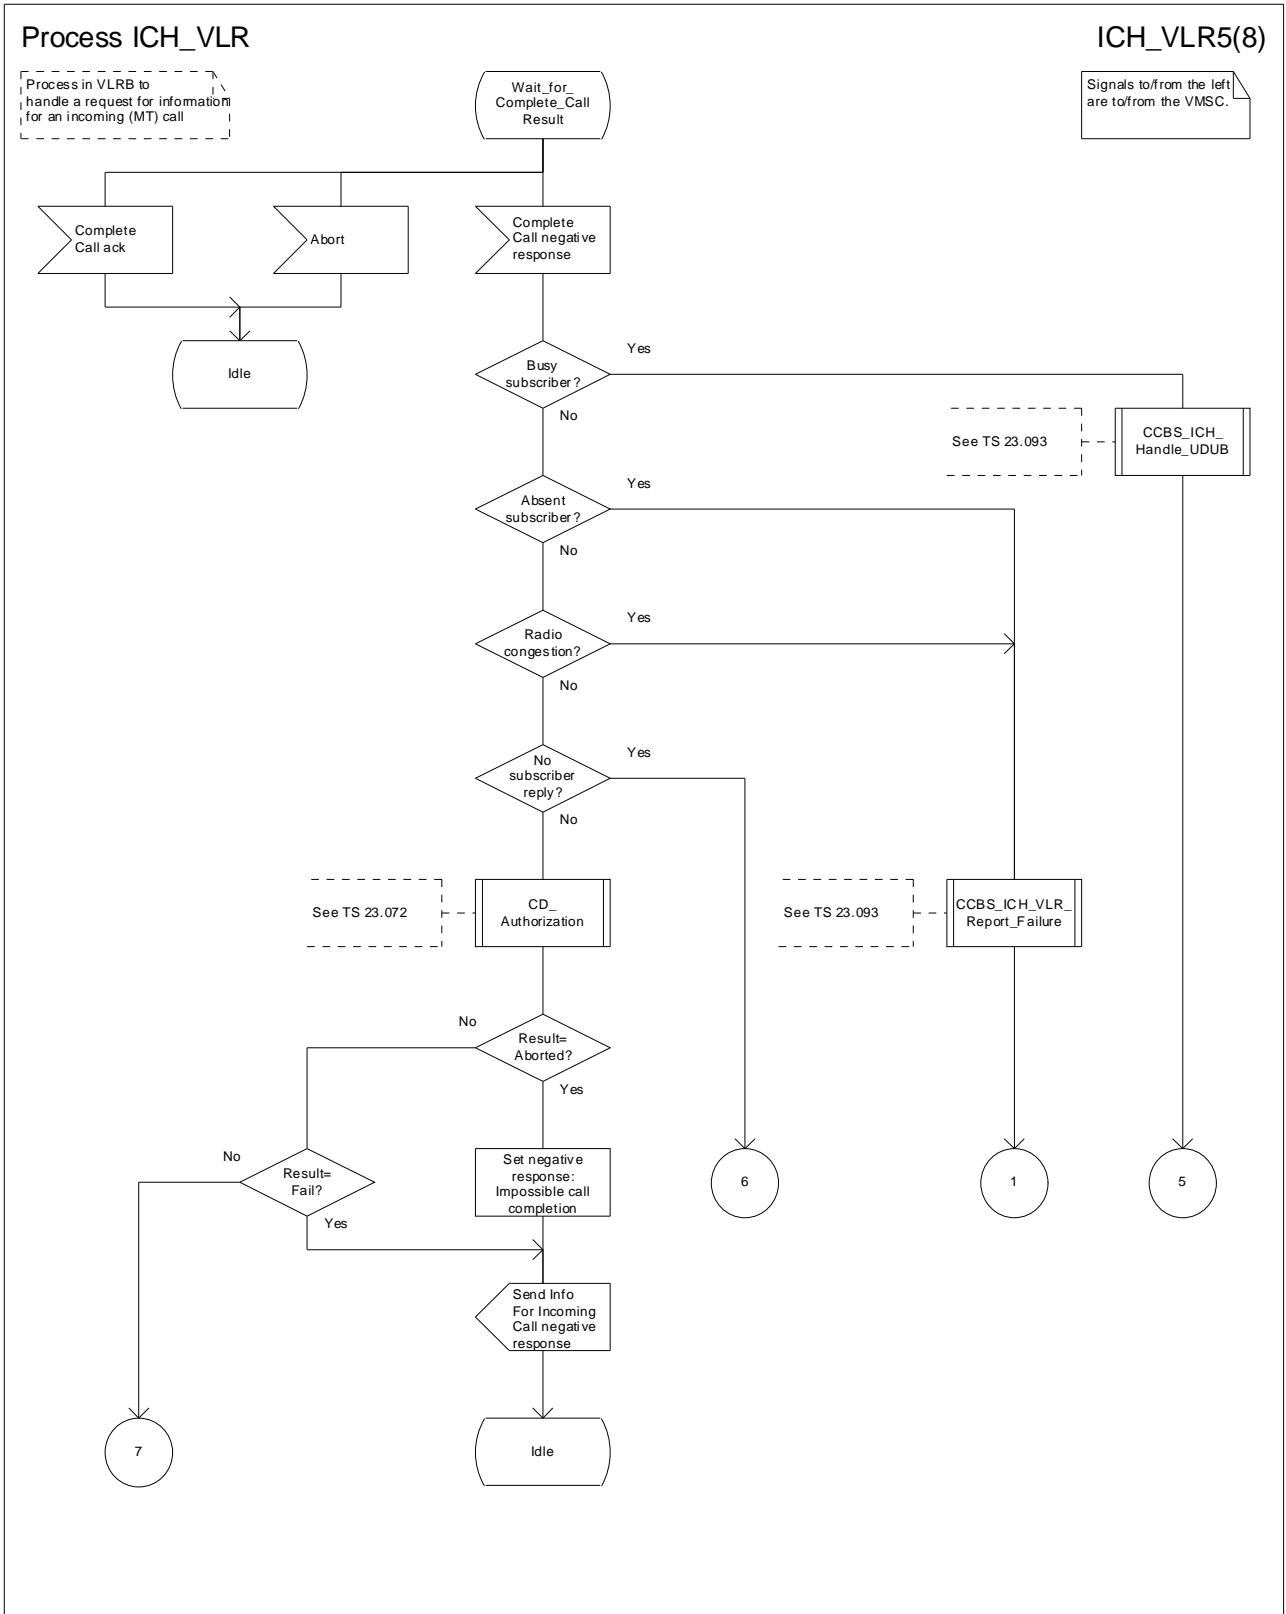 Process ICH_VLR
ICH_VLR5(8)
Process in VLRB to
handle a request for information
for an incoming (MT) call
Wait_for_
Complete_Call
Result
Signals to/from the left
are to/from the VMSC.
Complete
Call ack
Abort
Complete
Call negative
response
Idle
Busy
subscriber?
Yes
No
See TS 23.093
CCBS_ICH_
Handle_UDUB
Absent
subscriber?
Yes
No
Radio
congestion?
Yes
No
No
subscriber
reply?
Yes
No
See TS 23.072
CD_
Authorization
See TS 23.093
CCBS_ICH_VLR_
Report_Failure
No
Result=
Aborted?
Yes
No
Result=
Fail?
Yes
Set negative
response:
Impossible call
completion
6
1
5
Send Info
For Incoming
Call negative
response
7
Idle